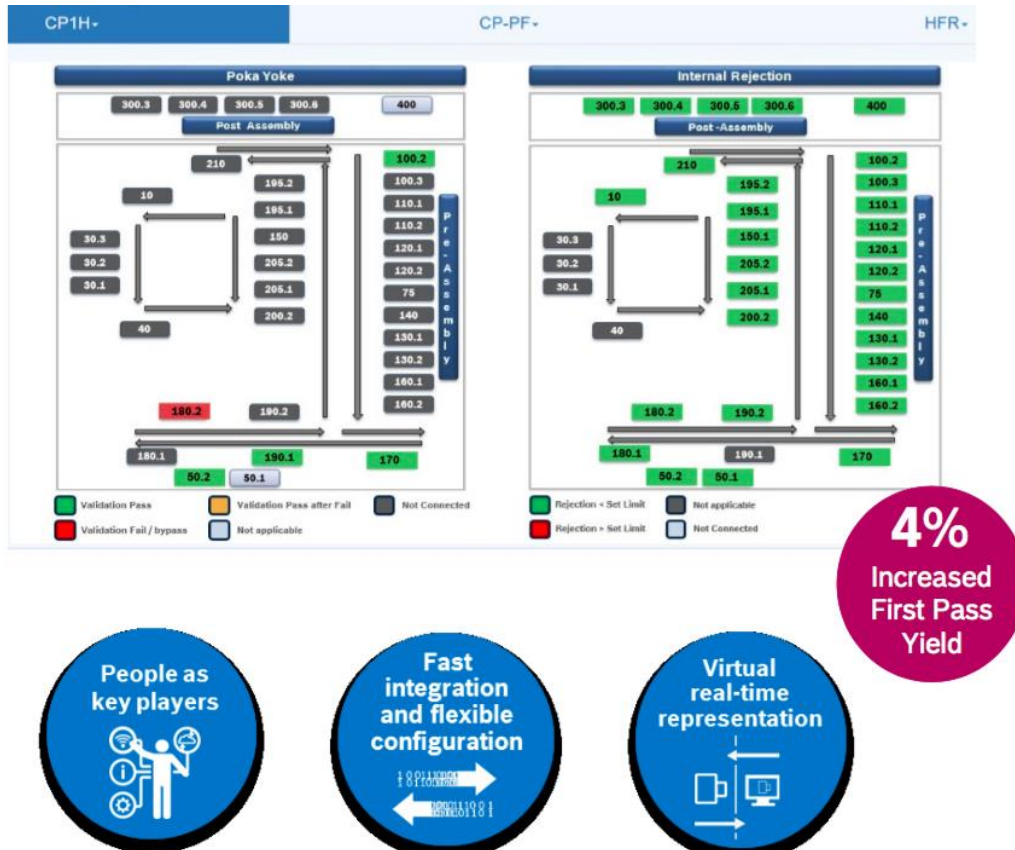 CP1H
CP-PF
HFR
Poka Yoke
300.3 300.4 300.5 300.6 400
Post Assembly
210
100.2
195.2
100.3
10
195.1
110.1
110.2
30.3
150
120.1
30.2
205.2
120.2
30.1
205.1
75
40
200.2
140
130.1
130.2
160.1
160.2
Pre-Assembly
180.2 190.2
180.1 190.1 170
50.2 50.1
Validation Pass
Validation Pass after Fail
Not Connected
Validation Fail / bypass
Not applicable
Internal Rejection
300.3 300.4 300.5 300.6 400
Post-Assembly
210
100.2
195.2
100.3
10
195.1
110.1
110.2
30.3
150.1
120.1
30.2
205.2
120.2
30.1
205.1
75
40
200.2
140
130.1
130.2
160.1
160.2
Pre-Assembly
180.2 190.2
180.1 190.1 170
50.2 50.1
Rejection < Set Limit
Not applicable
Rejection > Set Limit
Not Connected
4%
Increased
First Pass
Yield
People as
key players
Fast
integration
and flexible
configuration
Virtual
real-time
representation